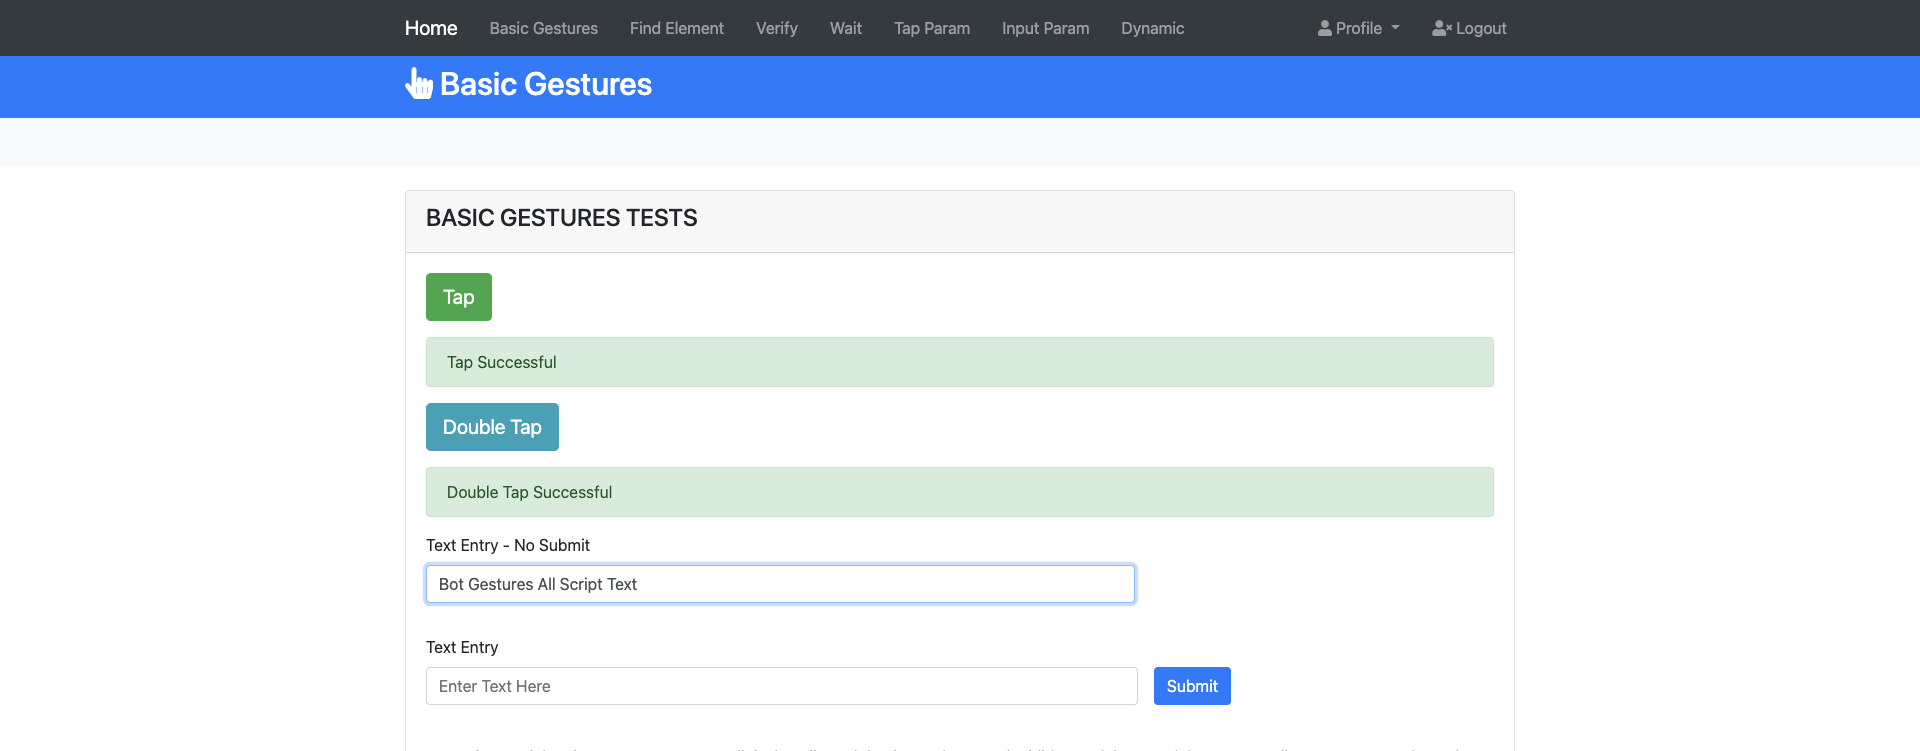 Home Basic Gestures Find Element Verify Wait Tap Param Input Param Dynamic Profile Logout
Basic Gestures
BASIC GESTURES TESTS
Tap
Tap Successful
Double Tap
Double Tap Successful
Text Entry - No Submit
Bot Gestures All Script Text
Text Entry
Enter Text Here Submit